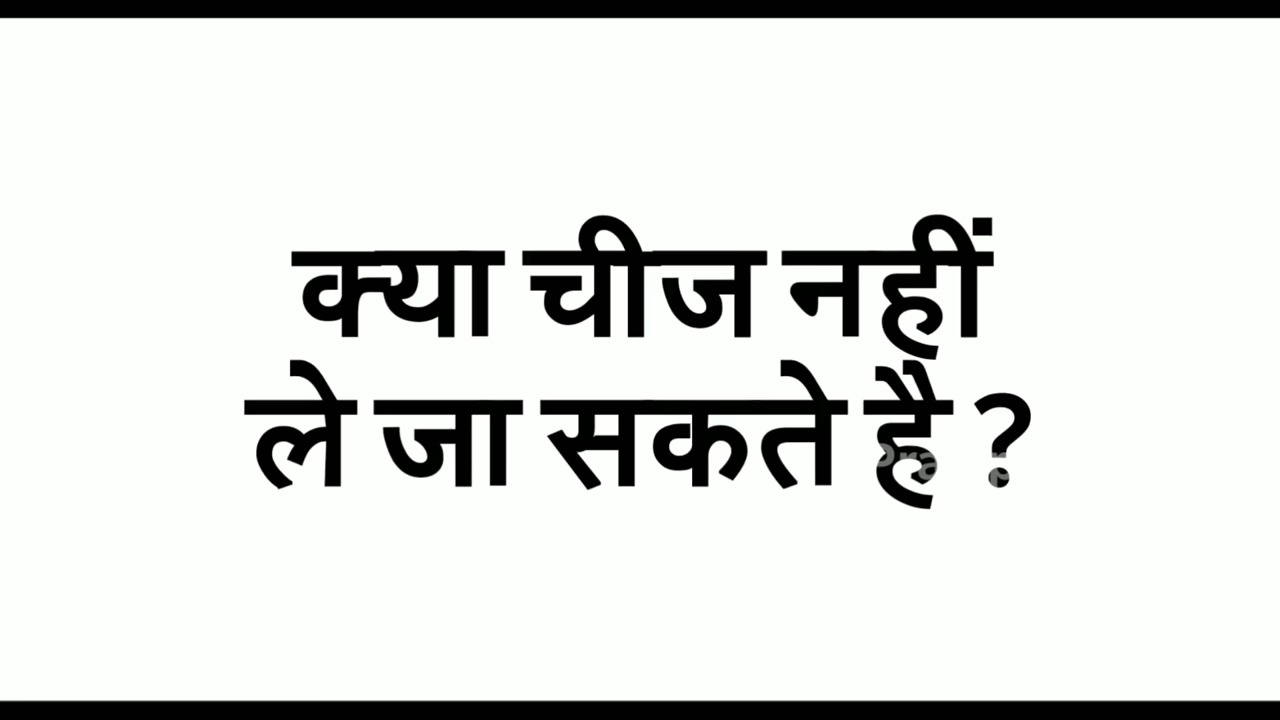 क्या चीज नहीं
ले जा सकते है ?